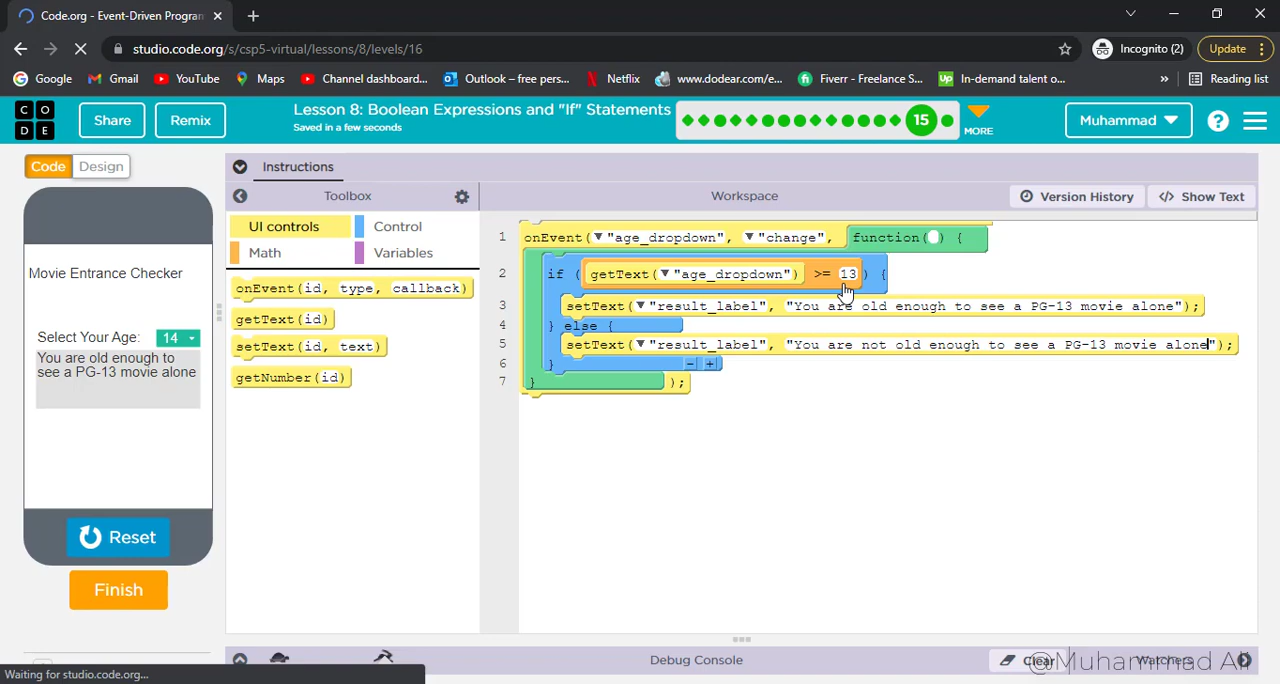 Code.org - Event-Driven Program
studio.code.org/s/csp5-virtual/lessons/8/levels/16
Incognito (2)
Update
Google
Gmail
YouTube
Maps
Channel dashboard...
Outlook – free pers...
Netflix
www.dodear.com/e...
Fiverr - Freelance S...
In-demand talent o...
»
Reading list
CODE
Share
Remix
Lesson 8: Boolean Expressions and "If" Statements
Saved in a few seconds
15
MORE
Muhammad
?
Code
Design
Instructions
Toolbox
Workspace
Version History
Show Text
Movie Entrance Checker
Select Your Age: 14
You are old enough to
see a PG-13 movie alone
Reset
Finish
UI controls
Control
Math
Variables
onEvent(id, type, callback)
getText(id)
setText(id, text)
getNumber(id)
1 onEvent("age_dropdown", "change", function( ) {
2 if (getText("age_dropdown") >= 13) {
3 setText("result_label", "You are old enough to see a PG-13 movie alone");
4 } else {
5 setText("result_label", "You are not old enough to see a PG-13 movie alone");
6 } - +
7 } );
Debug Console
Clear
Watchers
@Muhammad Ali
Waiting for studio.code.org...